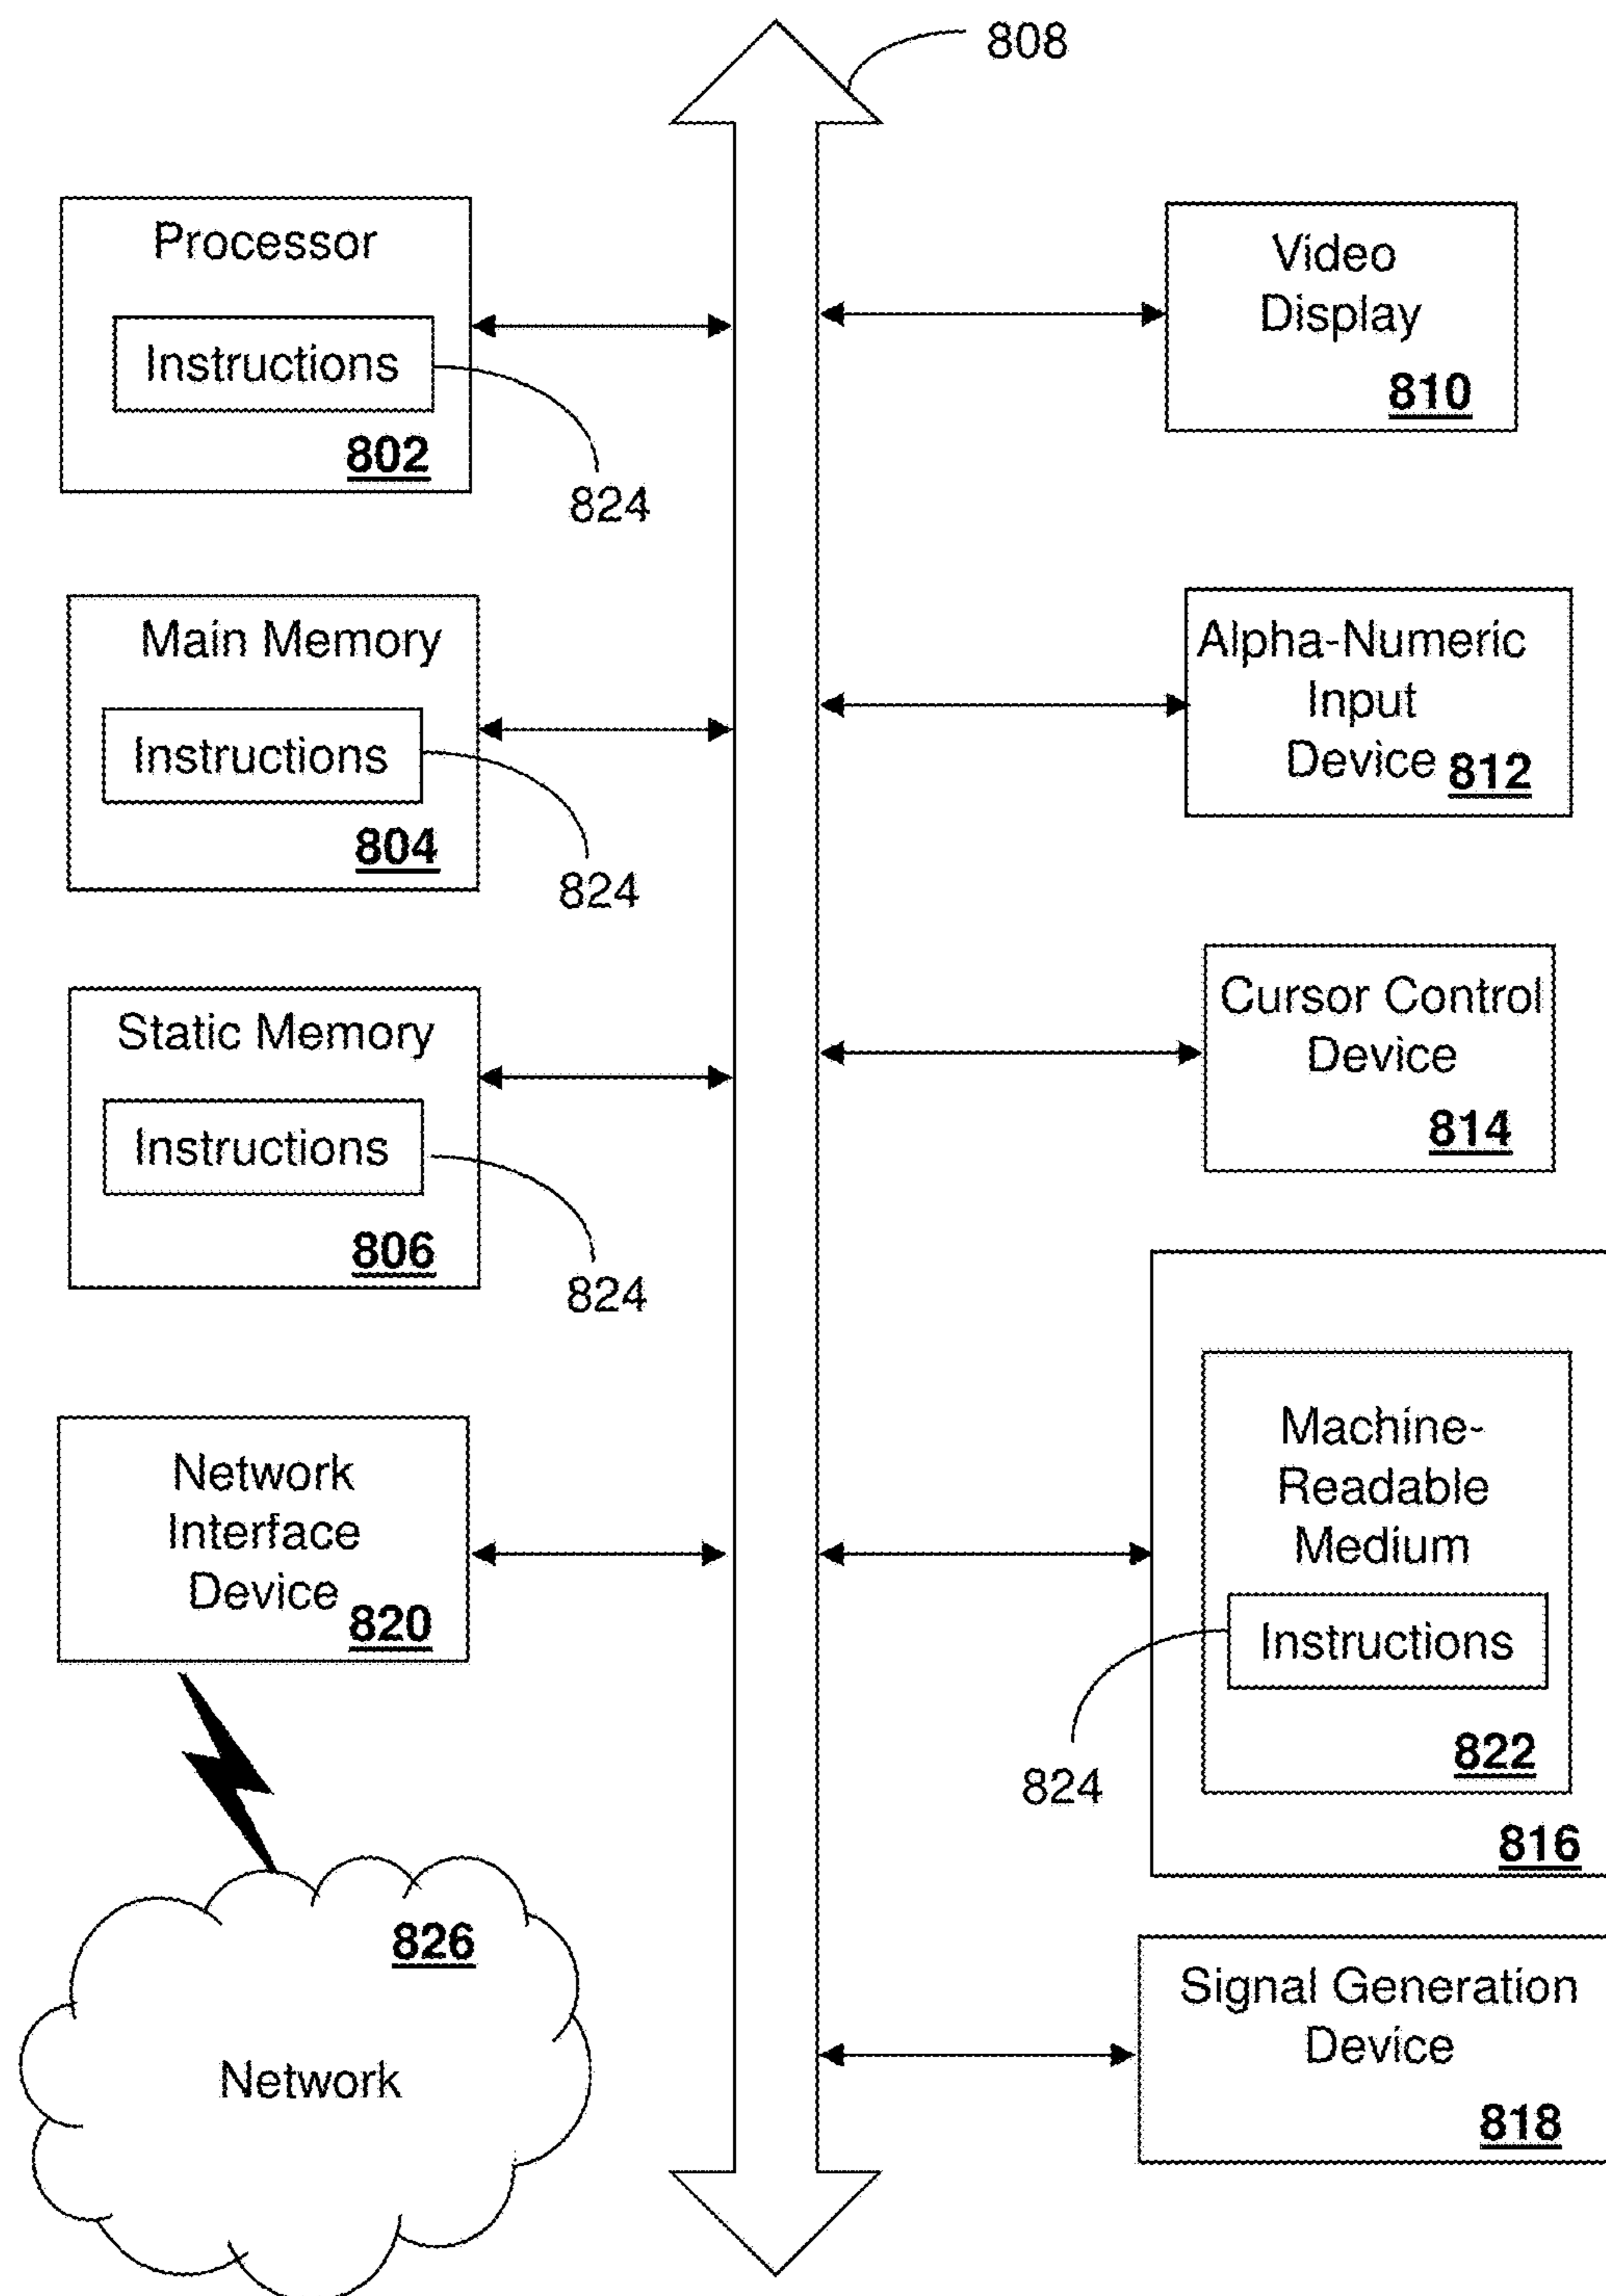 808
Processor
Instructions
802
824
Main Memory
Instructions
804
824
Static Memory
Instructions
806
824
Network
Interface
Device
820
826
Network
Video
Display
810
Alpha-Numeric
Input
Device
812
Cursor Control
Device
814
Machine-
Readable
Medium
Instructions
822
824
816
Signal Generation
Device
818